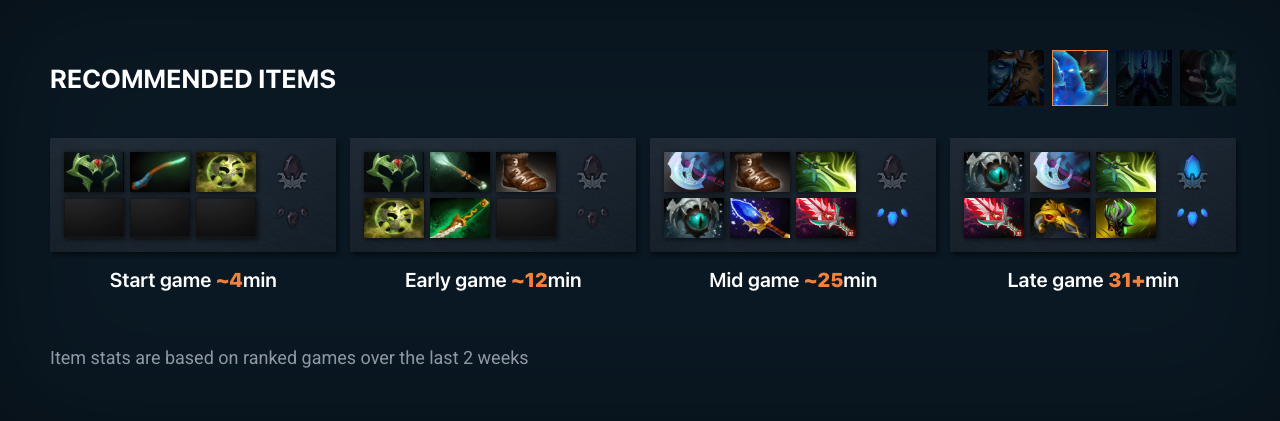 RECOMMENDED ITEMS
Start game ~4min
Early game ~12min
Mid game ~25min
Late game 31+min
Item stats are based on ranked games over the last 2 weeks